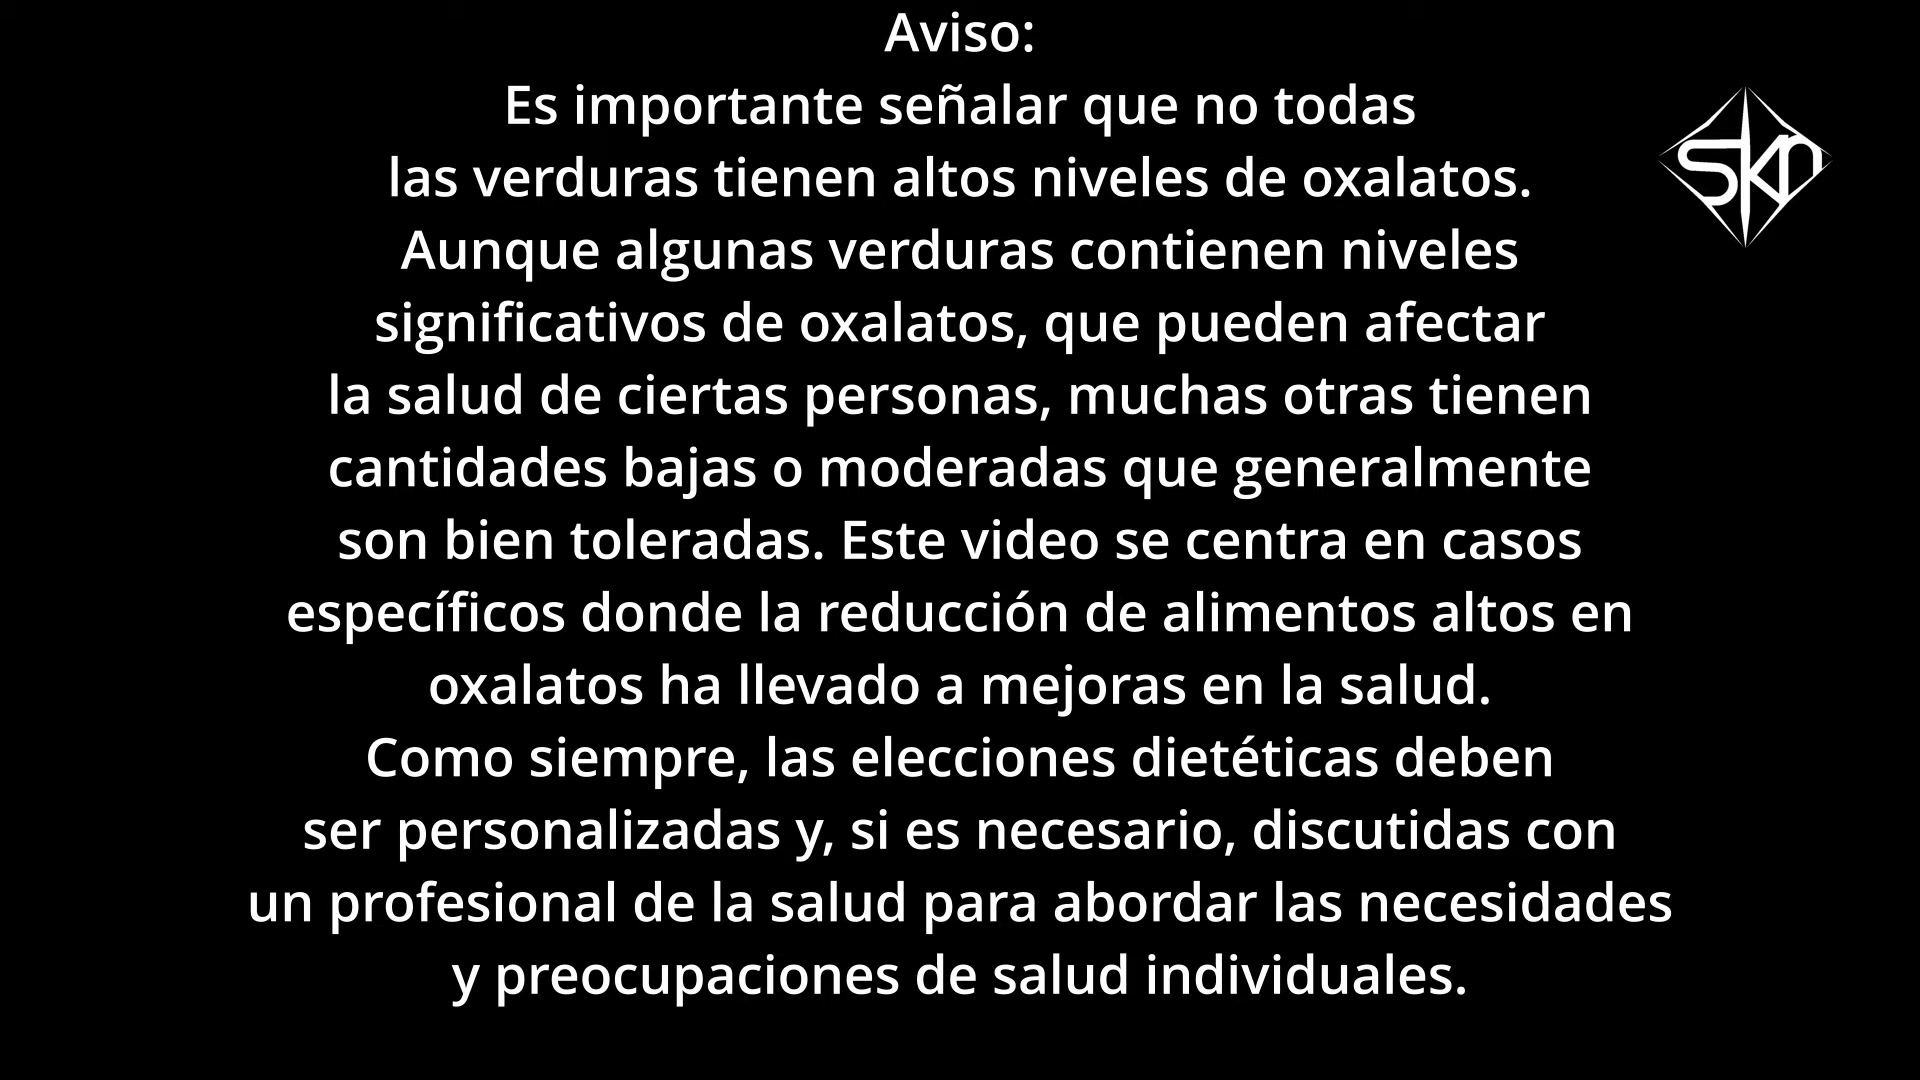 Aviso:
Es importante señalar que no todas
las verduras tienen altos niveles de oxalatos.
Aunque algunas verduras contienen niveles
significativos de oxalatos, que pueden afectar
la salud de ciertas personas, muchas otras tienen
cantidades bajas o moderadas que generalmente
son bien toleradas. Este video se centra en casos
específicos donde la reducción de alimentos altos en
oxalatos ha llevado a mejoras en la salud.
Como siempre, las elecciones dietéticas deben
ser personalizadas y, si es necesario, discutidas con
un profesional de la salud para abordar las necesidades
y preocupaciones de salud individuales.
skn